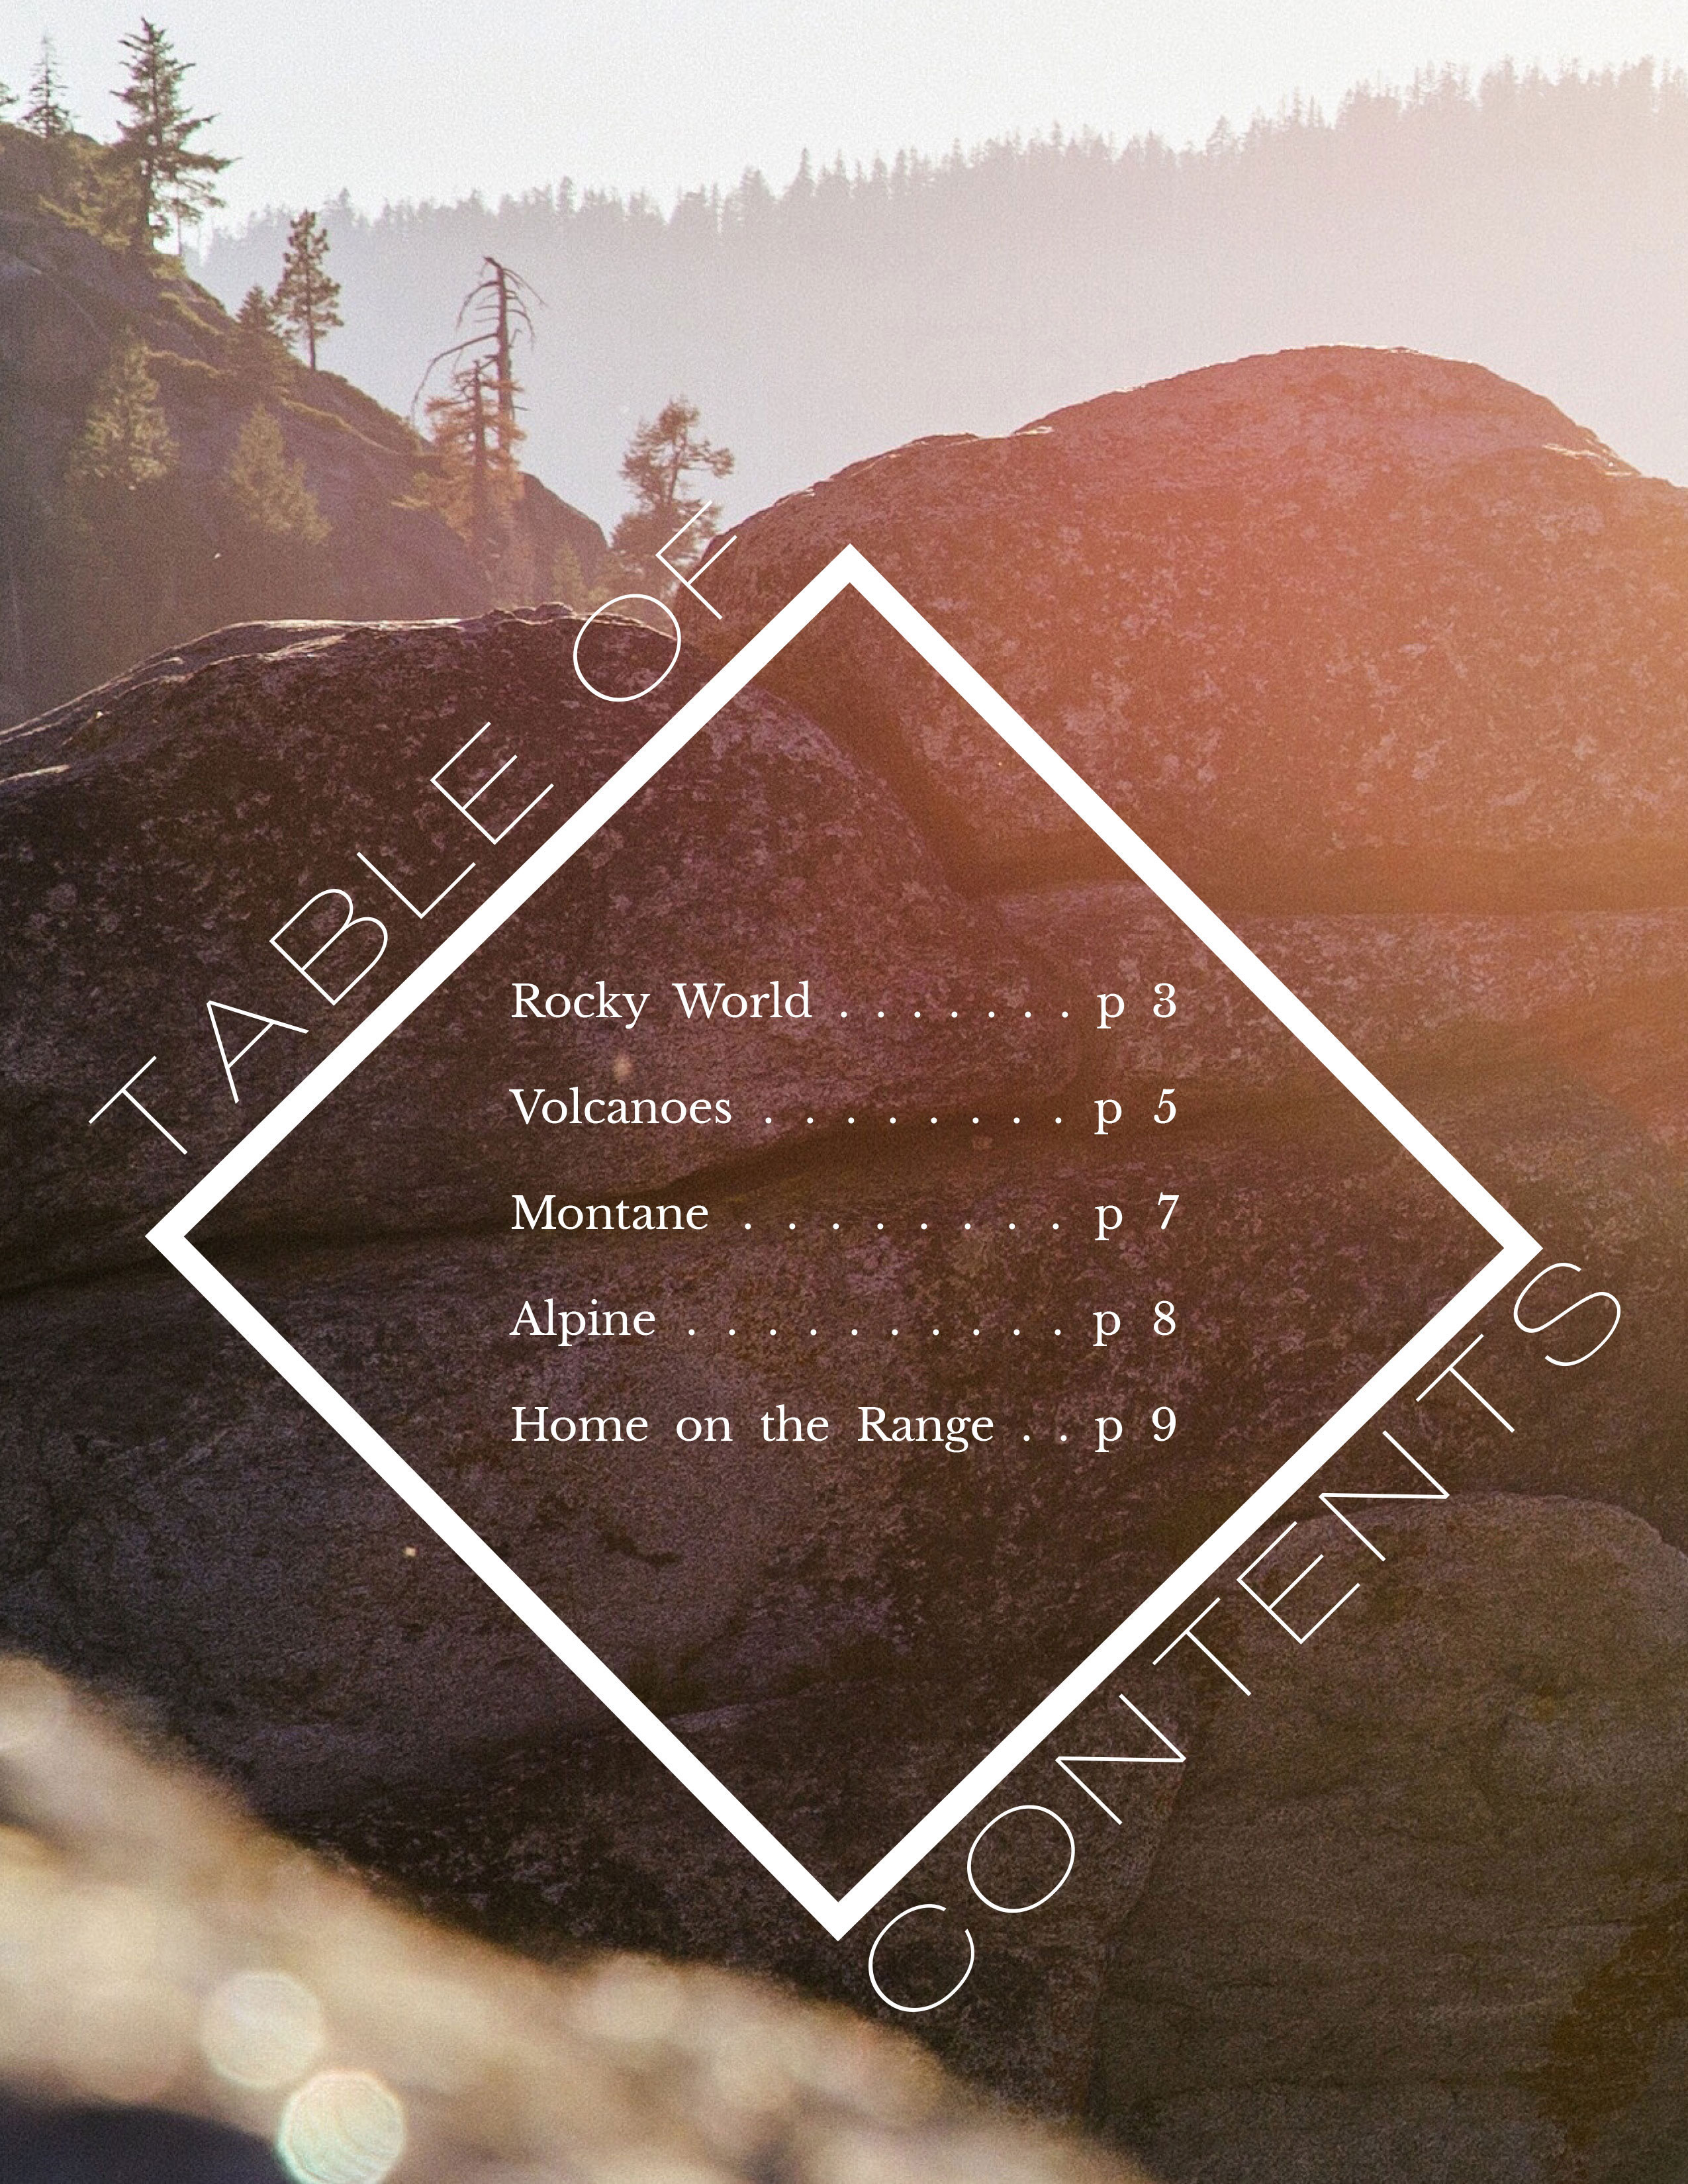 TABLE OF
Rocky World . . . . . . . p 3
Volcanoes . . . . . . . . p 5
Montane . . . . . . . . p 7
Alpine . . . . . . . . . . p 8
Home on the Range . . p 9
CONTENTS